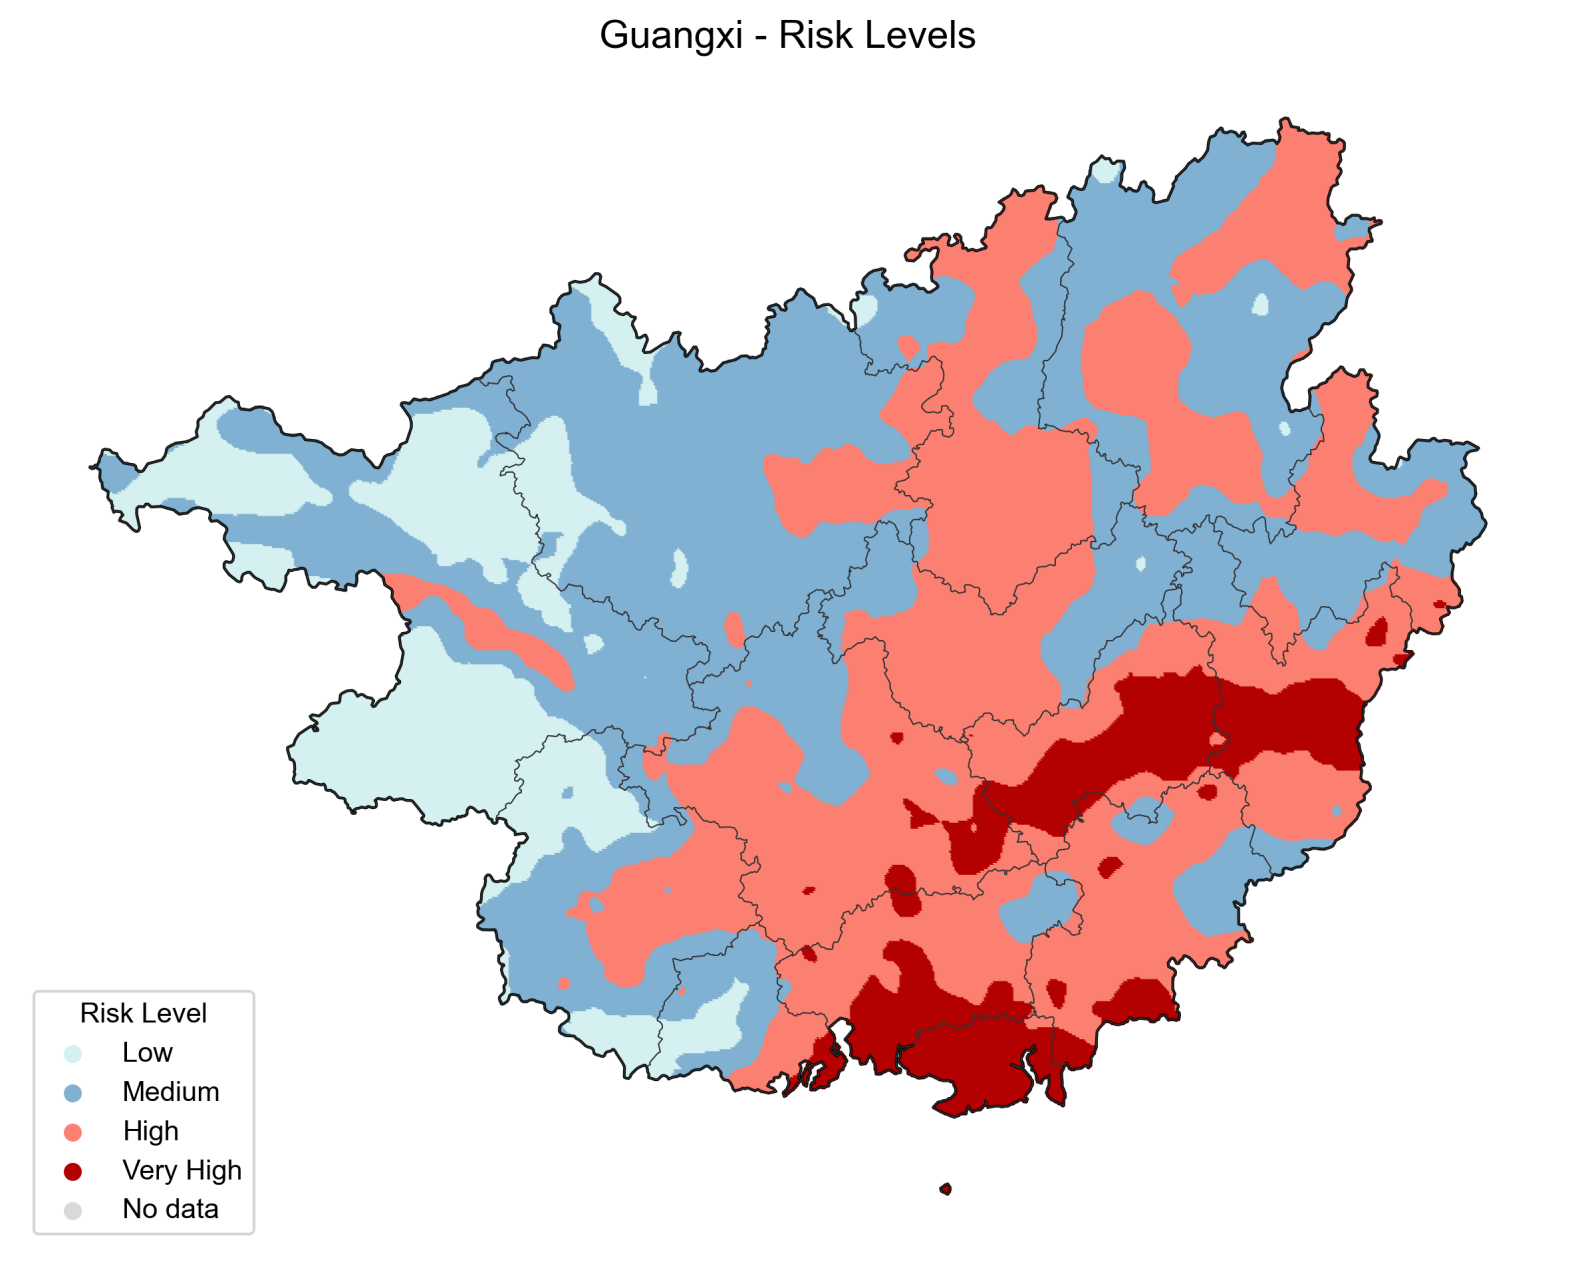 Guangxi - Risk Levels
Risk Level
Low
Medium
High
Very High
No data